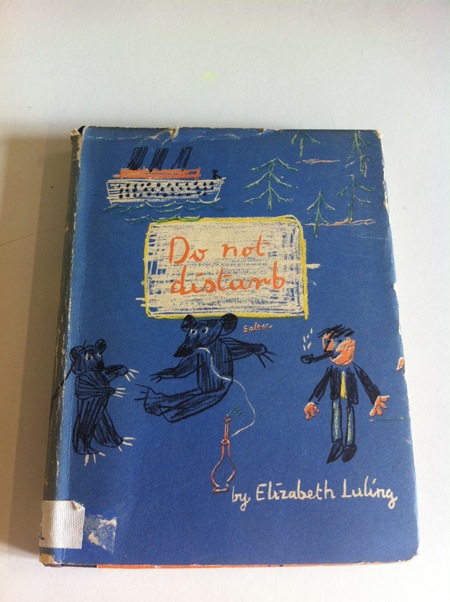 Do not
disturb
Salter
by Elizabeth Luling